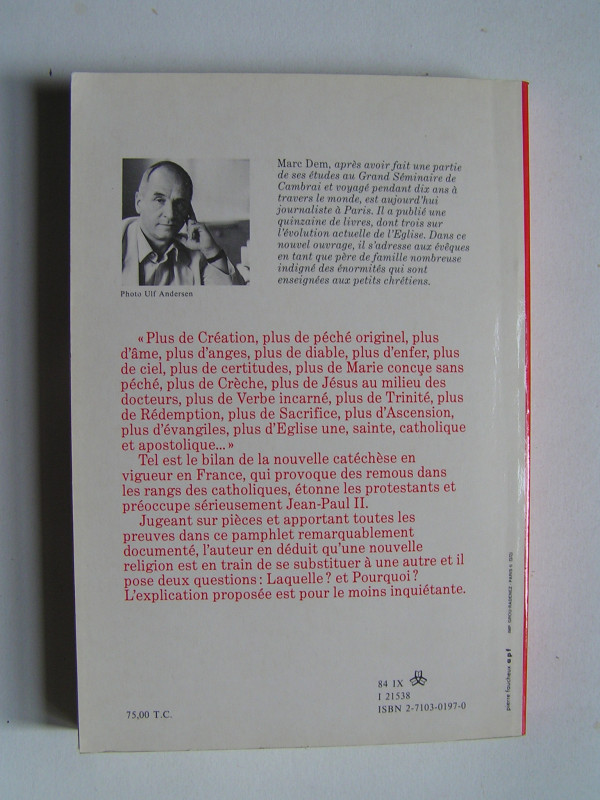 Marc Dem, après avoir fait une partie
de ses études au Grand Séminaire de
Cambrai et voyagé pendant dix ans à
travers le monde, est aujourd'hui
journaliste à Paris. Il a publié une
quinzaine de livres, dont trois sur
l'évolution actuelle de l'Eglise. Dans ce
nouvel ouvrage, il s'adresse aux évêques
en tant que père de famille nombreuse
indigné des énormités qui sont
enseignées aux petits chrétiens.
Photo Ulf Andersen
«Plus de Création, plus de péché originel, plus
d'âme, plus d'anges, plus de diable, plus d'enfer, plus
de ciel, plus de certitudes, plus de Marie conçue sans
péché, plus de Crèche, plus de Jésus au milieu des
docteurs, plus de Verbe incarné, plus de Trinité, plus
de Rédemption, plus de Sacrifice, plus d'Ascension,
plus d'évangiles, plus d'Eglise une, sainte, catholique
et apostolique...»
Tel est le bilan de la nouvelle catéchèse en
vigueur en France, qui provoque des remous dans
les rangs des catholiques, étonne les protestants et
préoccupe sérieusement Jean-Paul II.
Jugeant sur pièces et apportant toutes les
preuves dans ce pamphlet remarquablement
documenté, l'auteur en déduit qu'une nouvelle
religion est en train de se substituer à une autre et il
pose deux questions: Laquelle? et Pourquoi?
L'explication proposée est pour le moins inquiétante.
84 IX
I 21538
ISBN 2-7103-0197-0
75,00 T.C.
pierre faucheux apf